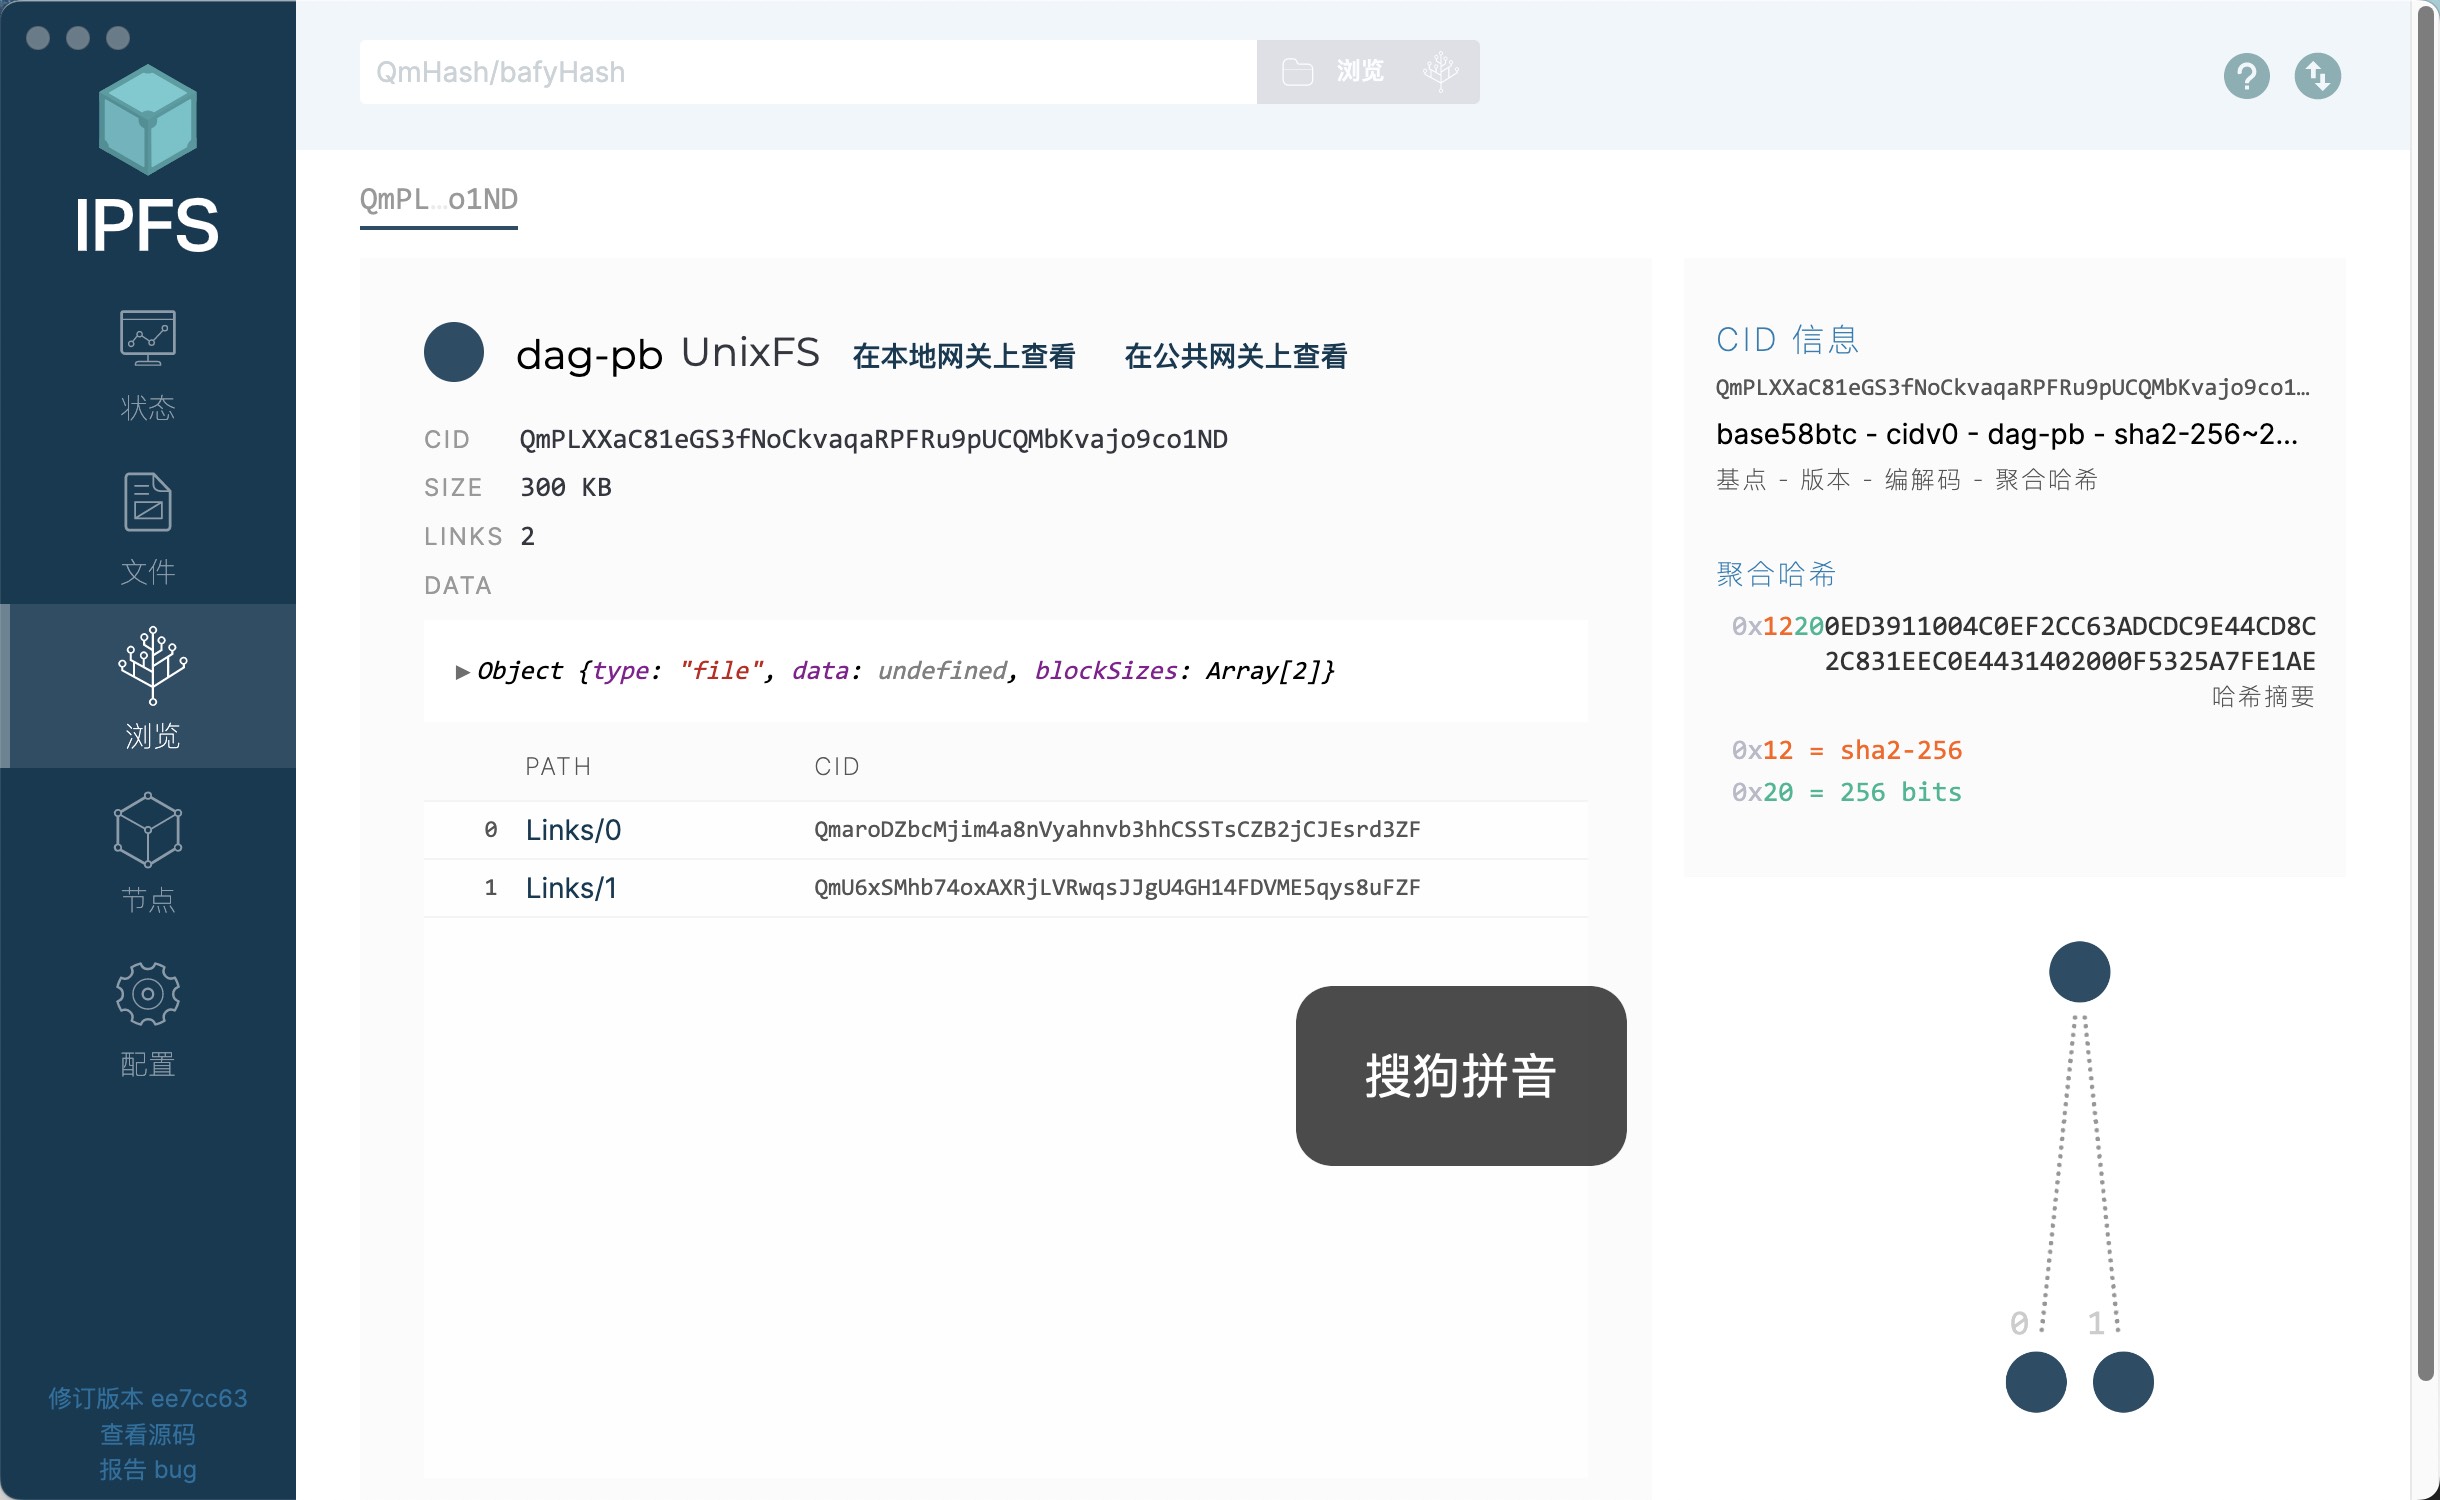 IPFS
状态
文件
浏览
节点
配置
修订版本 ee7cc63
查看源码
报告 bug
QmHash/bafyHash
浏览
QmPL...o1ND
dag-pb UnixFS 在本地网关上查看 在公共网关上查看
CID QmPLXXaC81eGS3fNoCkvaqaRPFRu9pUCQMbKvajo9co1ND
SIZE 300 KB
LINKS 2
DATA
▶ Object {type: "file", data: undefined, blockSizes: Array[2]}
PATH CID
0 Links/0 QmaroDZbcMjim4a8nVyahnvb3hhCSSTsCZB2jCJEsrd3ZF
1 Links/1 QmU6xSMhb74oxAXRjLVRwqsJJgU4GH14FDVME5qys8uFZF
搜狗拼音
CID 信息
QmPLXXaC81eGS3fNoCkvaqaRPFRu9pUCQMbKvajo9co1...
base58btc - cidv0 - dag-pb - sha2-256~2...
基点 - 版本 - 编解码 - 聚合哈希
聚合哈希
0x12200ED3911004C0EF2CC63ADCDC9E44CD8C
2C831EEC0E4431402000F5325A7FE1AE
哈希摘要
0x12 = sha2-256
0x20 = 256 bits
0 1